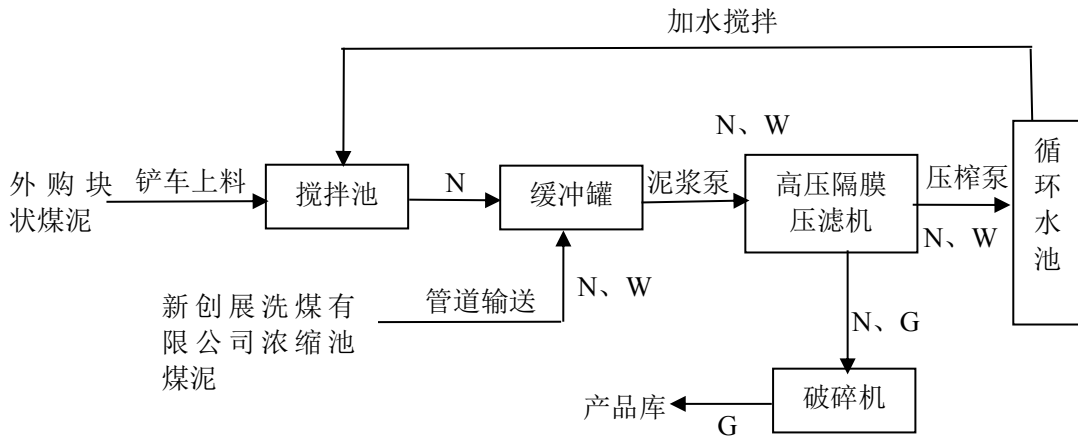 加水搅拌
N、W
循
环
水
池
外购块
状煤泥
铲车上料
搅拌池
N
缓冲罐
泥浆泵
高压隔膜
压滤机
压榨泵
N、W
新创展洗煤有
限公司浓缩池
煤泥
管道输送
N、W
N、G
产品库
G
破碎机